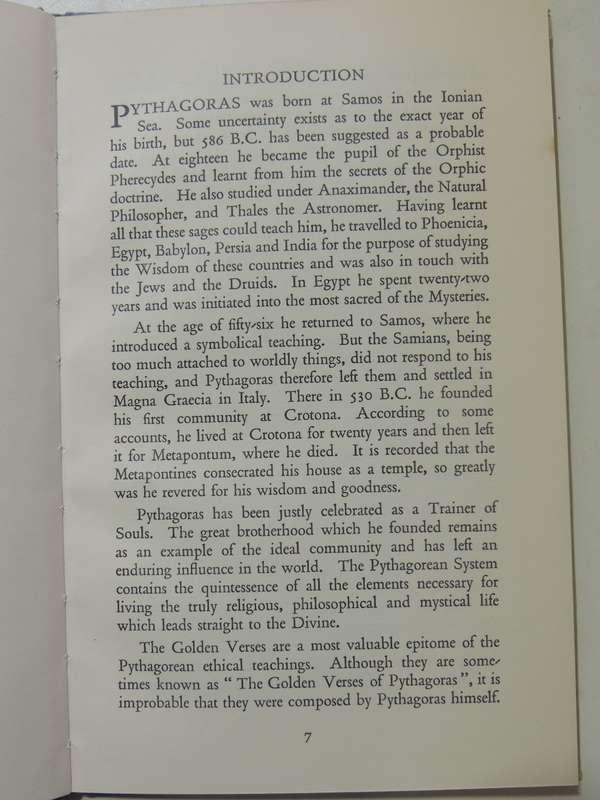 INTRODUCTION
PYTHAGORAS was born at Samos in the Ionian
Sea. Some uncertainty exists as to the exact year of
his birth, but 586 B.C. has been suggested as a probable
date. At eighteen he became the pupil of the Orphist
Pherecydes and learnt from him the secrets of the Orphic
doctrine. He also studied under Anaximander, the Natural
Philosopher, and Thales the Astronomer. Having learnt
all that these sages could teach him, he travelled to Phoenicia,
Egypt, Babylon, Persia and India for the purpose of studying
the Wisdom of these countries and was also in touch with
the Jews and the Druids. In Egypt he spent twenty-two
years and was initiated into the most sacred of the Mysteries.
At the age of fifty-six he returned to Samos, where he
introduced a symbolical teaching. But the Samians, being
too much attached to worldly things, did not respond to his
teaching, and Pythagoras therefore left them and settled in
Magna Graecia in Italy. There in 530 B.C. he founded
his first community at Crotona. According to some
accounts, he lived at Crotona for twenty years and then left
it for Metapontum, where he died. It is recorded that the
Metapontines consecrated his house as a temple, so greatly
was he revered for his wisdom and goodness.
Pythagoras has been justly celebrated as a Trainer of
Souls. The great brotherhood which he founded remains
as an example of the ideal community and has left an
enduring influence in the world. The Pythagorean System
contains the quintessence of all the elements necessary for
living the truly religious, philosophical and mystical life
which leads straight to the Divine.
The Golden Verses are a most valuable epitome of the
Pythagorean ethical teachings. Although they are some-
times known as “ The Golden Verses of Pythagoras ”, it is
improbable that they were composed by Pythagoras himself.
7